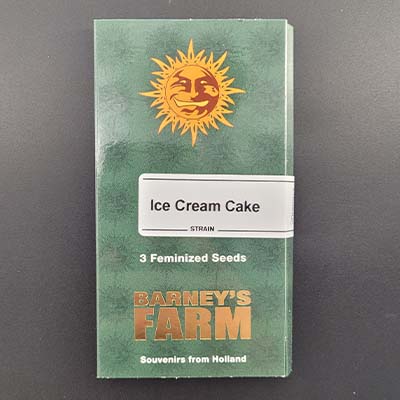 Ice Cream Cake
STRAIN
3 Feminized Seeds
BARNEY'S
FARM
Souvenirs from Holland